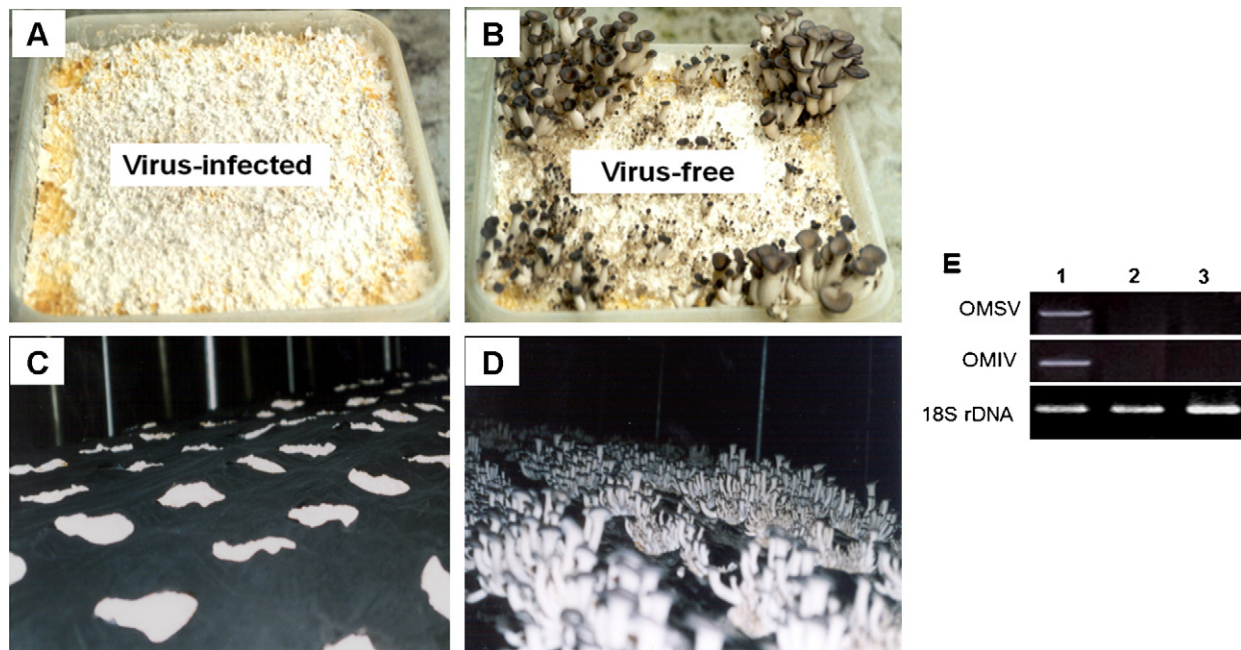 A
Virus-infected
B
Virus-free
C
D
E
1 2 3
OMSV
OMIV
18S rDNA